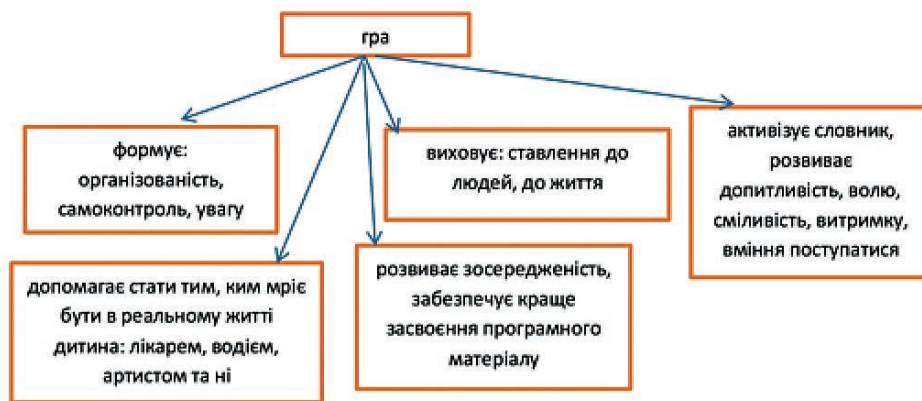 гра
формує:
організованість,
самоконтроль, увагу
виховує: ставлення до
людей, до життя
активізує словник,
розвиває
допитливість, волю,
сміливість, витримку,
вміння поступатися
допомагає стати тим, ким мріє
бути в реальному житті
дитина: лікарем, водієм,
артистом та ні
розвиває зосередженість,
забезпечує краще
засвоєння програмного
матеріалу